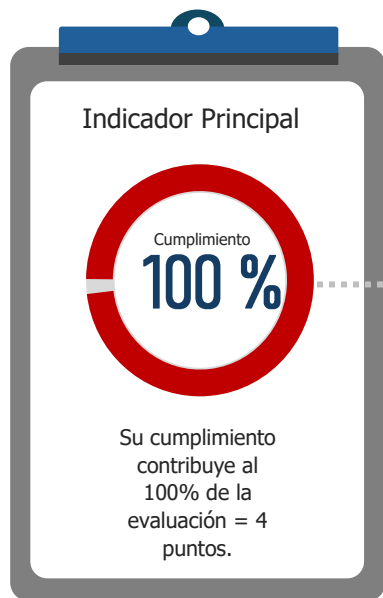 Indicador Principal
Cumplimiento
100 %
Su cumplimiento
contribuye al
100% de la
evaluación = 4
puntos.